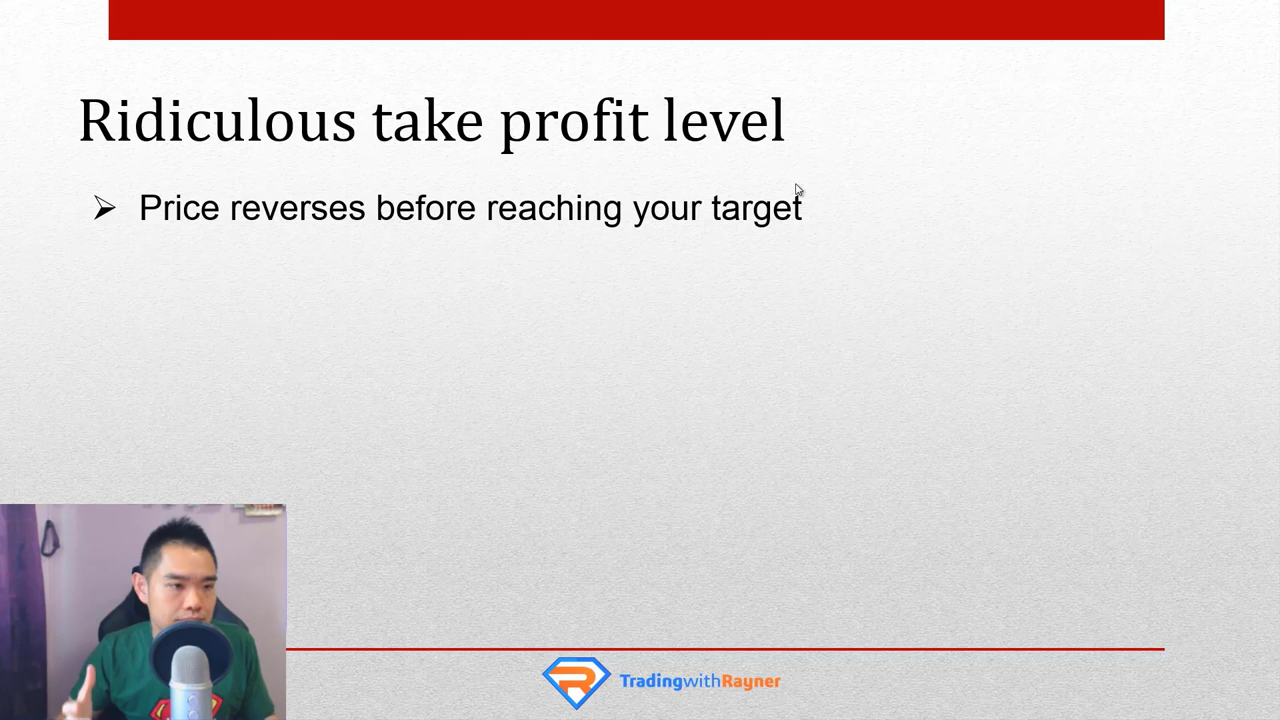 Ridiculous take profit level
Price reverses before reaching your target
TradingwithRayner